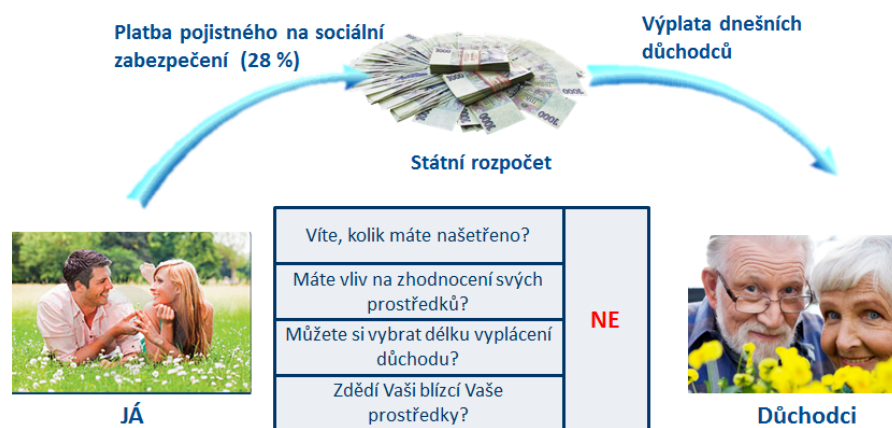 Platba pojistného na sociální
zabezpečení (28 %)
Výplata dnešních
důchodců
Státní rozpočet
Víte, kolik máte našetřeno?
Máte vliv na zhodnocení svých
prostředků?
Můžete si vybrat délku vyplácení
důchodu?
Zdědí Vaši blízcí Vaše
prostředky?
NE
JÁ
Důchodci